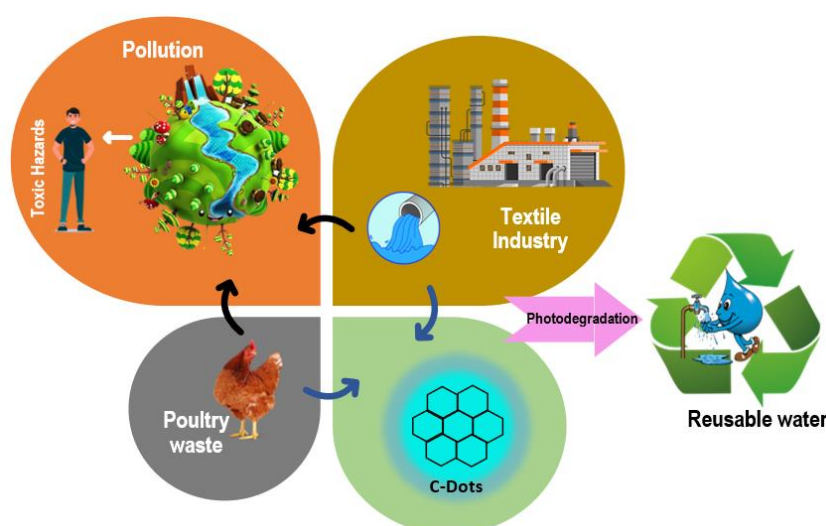 Pollution
Toxic Hazards
Textile
Industry
Photodegradation
Reusable water
Poultry
waste
C-Dots